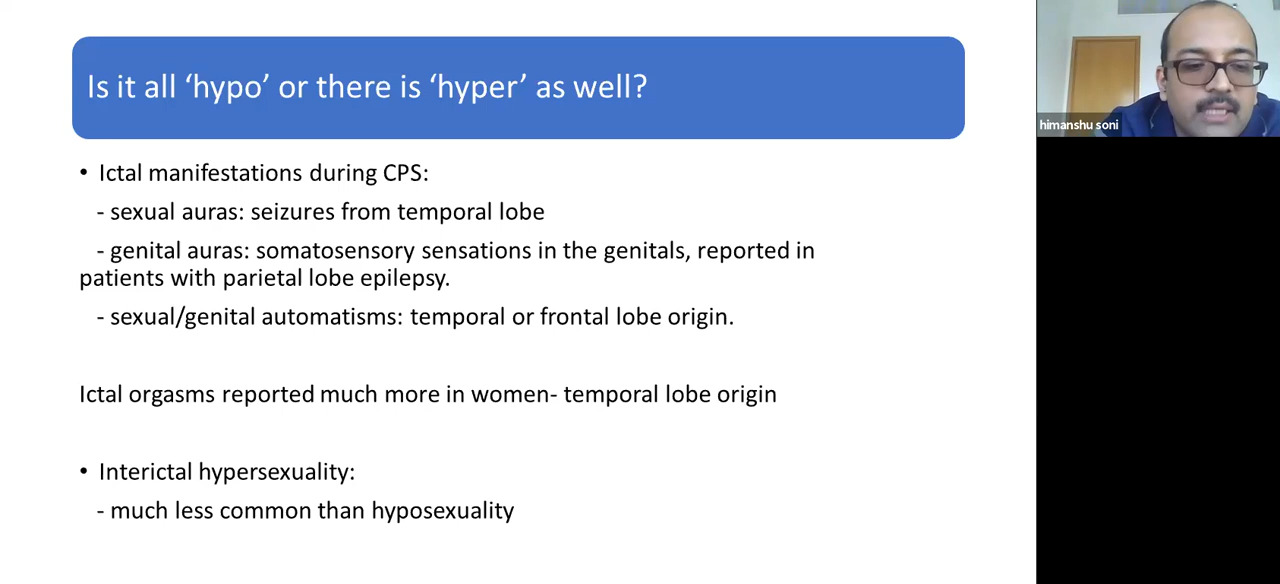 Is it all ‘hypo’ or there is ‘hyper’ as well?
himanshu soni
• Ictal manifestations during CPS:
- sexual auras: seizures from temporal lobe
- genital auras: somatosensory sensations in the genitals, reported in
patients with parietal lobe epilepsy.
- sexual/genital automatisms: temporal or frontal lobe origin.
Ictal orgasms reported much more in women- temporal lobe origin
• Interictal hypersexuality:
- much less common than hyposexuality